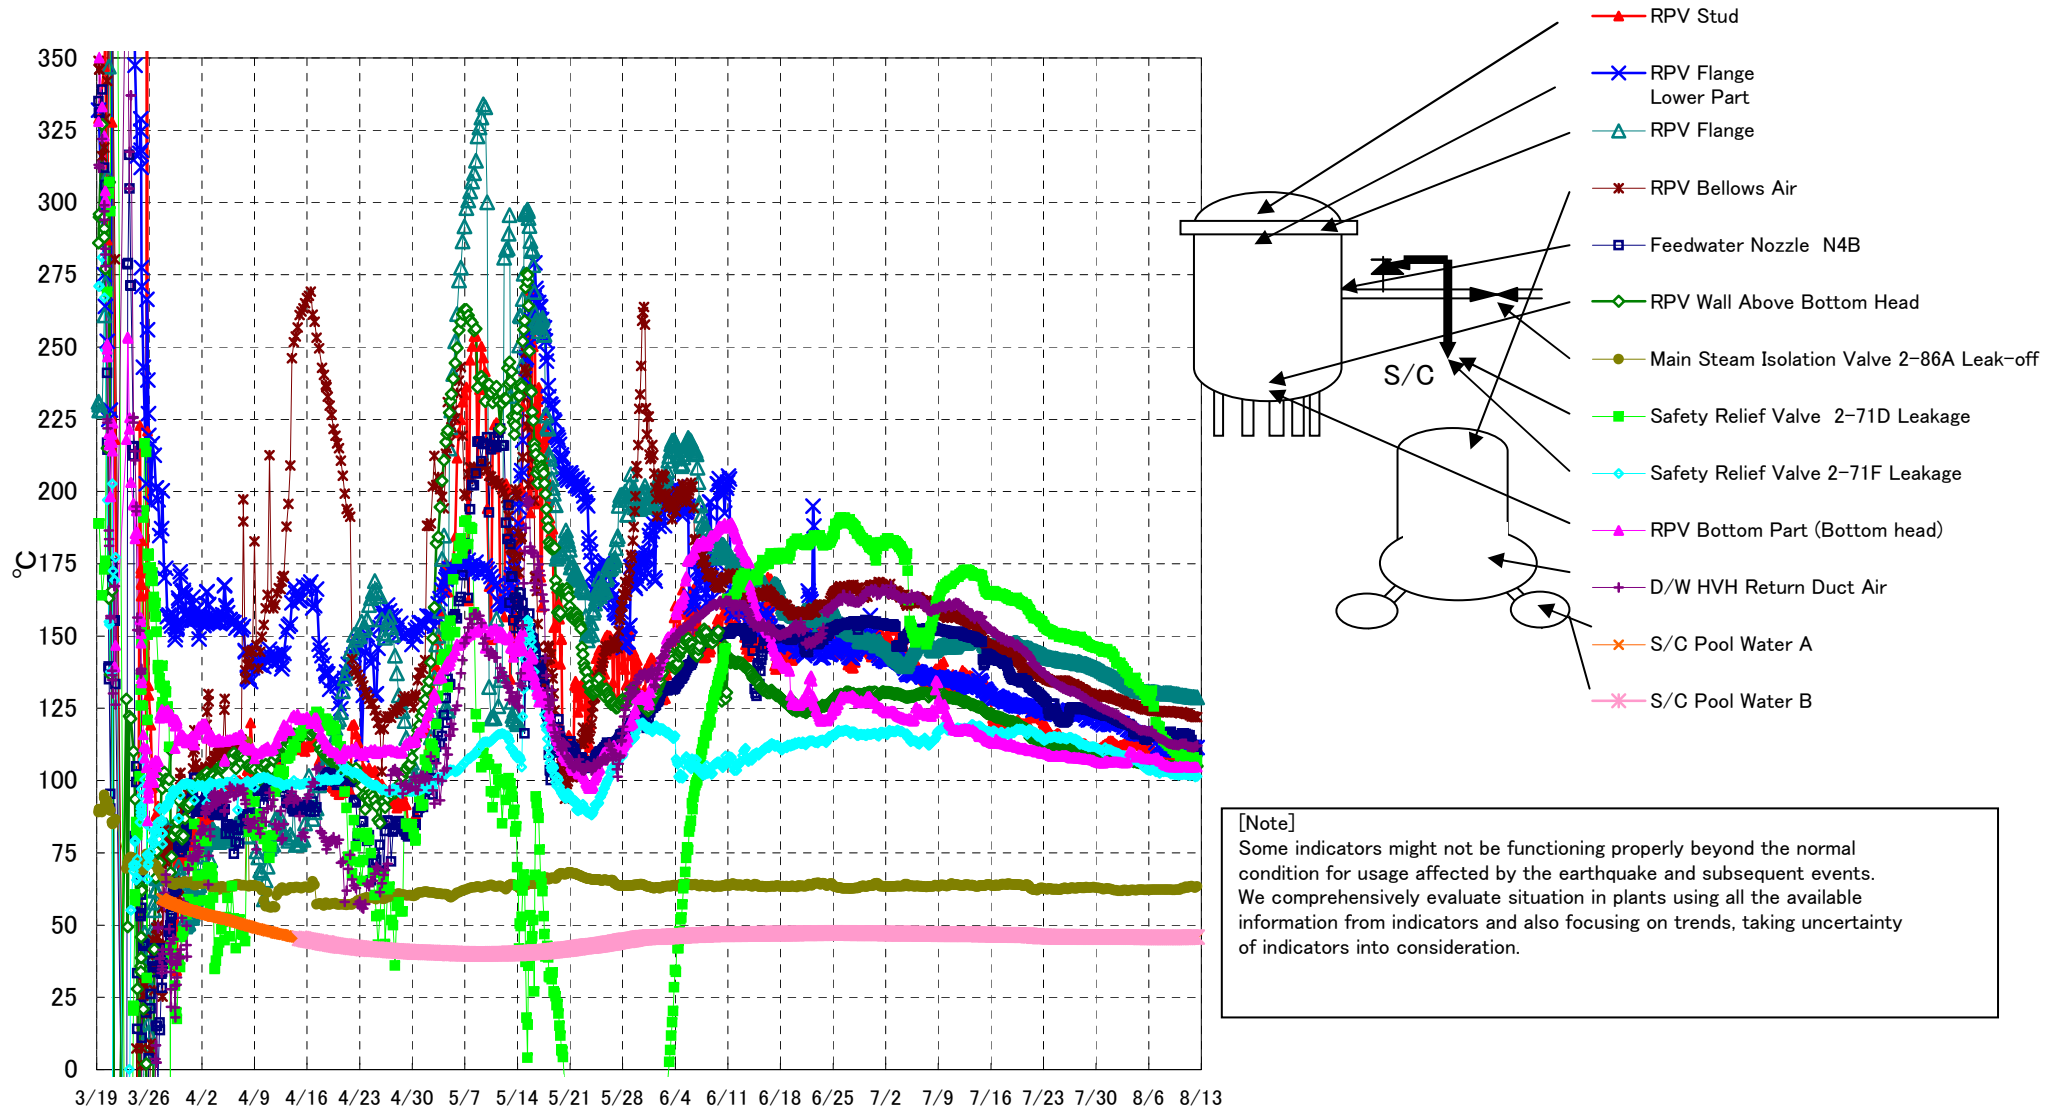 350
325
300
275
250
225
200
175
150
125
100
75
50
25
0
℃
3/19 3/26 4/2 4/9 4/16 4/23 4/30 5/7 5/14 5/21 5/28 6/4 6/11 6/18 6/25 7/2 7/9 7/16 7/23 7/30 8/6 8/13
RPV Stud
RPV Flange
Lower Part
RPV Flange
RPV Bellows Air
Feedwater Nozzle N4B
RPV Wall Above Bottom Head
Main Steam Isolation Valve 2-86A Leak-off
Safety Relief Valve 2-71D Leakage
Safety Relief Valve 2-71F Leakage
RPV Bottom Part (Bottom head)
D/W HVH Return Duct Air
S/C Pool Water A
S/C Pool Water B
S/C
[Note]
Some indicators might not be functioning properly beyond the normal
condition for usage affected by the earthquake and subsequent events.
We comprehensively evaluate situation in plants using all the available
information from indicators and also focusing on trends, taking uncertainty
of indicators into consideration.